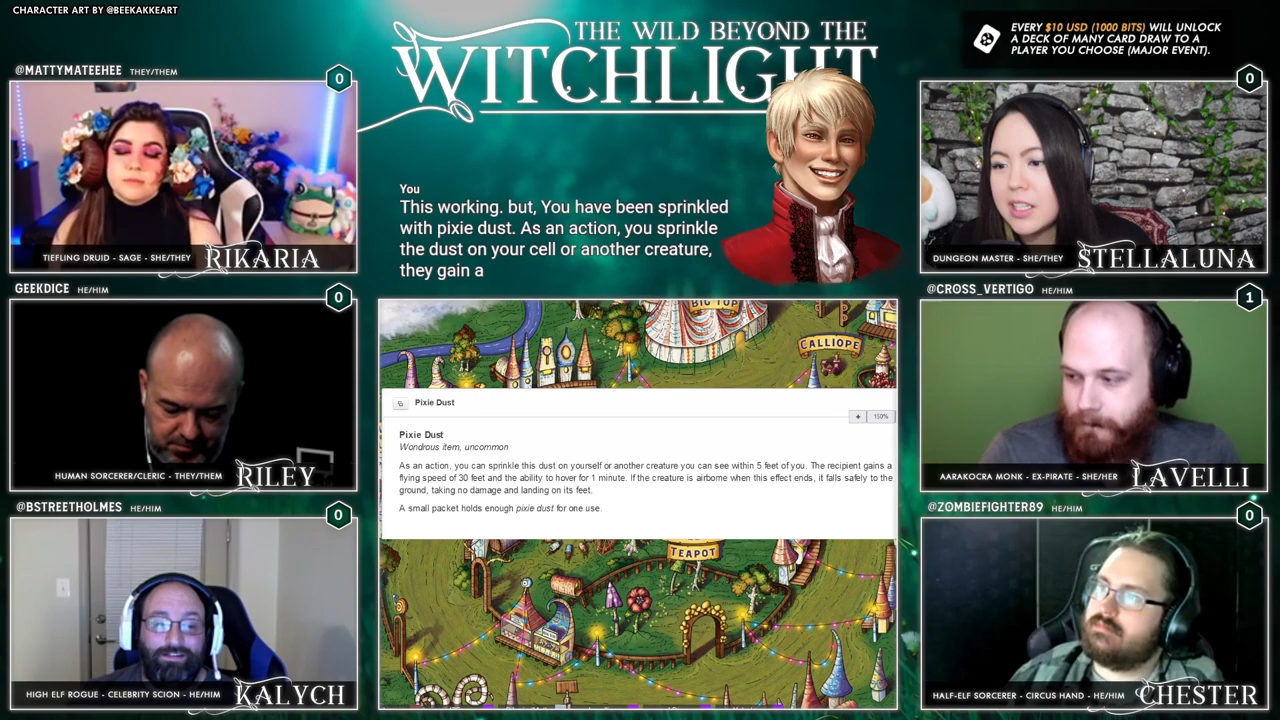 CHARACTER ART BY @BEEKAKKEART
THE WILD BEYOND THE
WITCHLIGHT
EVERY $10 USD (1000 BITS) WILL UNLOCK
A DECK OF MANY CARD DRAW TO A
PLAYER YOU CHOOSE (MAJOR EVENT).
@MATTYMATEEHEE THEY/THEM
0
TIEFLING DRUID - SAGE - SHE/THEY RIKARIA
You
This working. but, You have been sprinkled
with pixie dust. As an action, you sprinkle
the dust on your cell or another creature,
they gain a
0
DUNGEON MASTER - SHE/THEY STELLALUNA
GEEKDICE HE/HIM
0
HUMAN SORCERER/CLERIC - THEY/THEM RILEY
@CROSS_VERTIGO HE/HIM
1
AARAKOCRA MONK - EX-PIRATE - SHE/HER LAVELLI
BIG TOP
CALLIOPE
Pixie Dust
+ 150%
Pixie Dust
Wondrous item, uncommon
As an action, you can sprinkle this dust on yourself or another creature you can see within 5 feet of you. The recipient gains a
flying speed of 30 feet and the ability to hover for 1 minute. If the creature is airborne when this effect ends, it falls safely to the
ground, taking no damage and landing on its feet.
A small packet holds enough pixie dust for one use.
TEAPOT
@BSTREETHOLMES HE/HIM
0
HIGH ELF ROGUE - CELEBRITY SCION - HE/HIM KALYCH
@ZOMBIEFIGHTER89 HE/HIM
0
HALF-ELF SORCERER - CIRCUS HAND - HE/HIM CHESTER